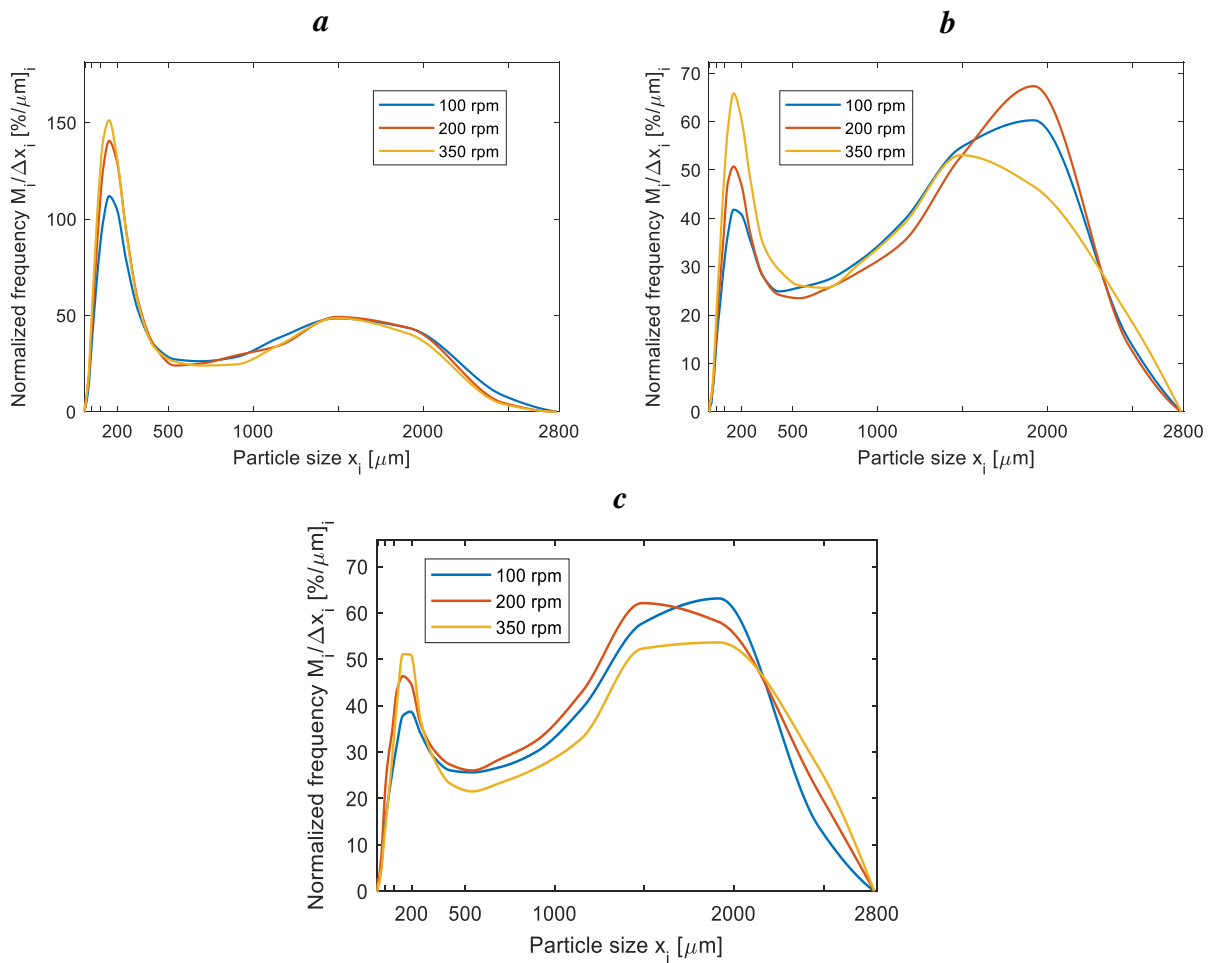 a
Normalized frequency M_i/Δx_i [%/μm]_i
150
100
50
0
100 rpm
200 rpm
350 rpm
200 500 1000 2000 2800
Particle size x_i [μm]
b
Normalized frequency M_i/Δx_i [%/μm]_i
70
60
50
40
30
20
10
0
100 rpm
200 rpm
350 rpm
200 500 1000 2000 2800
Particle size x_i [μm]
c
Normalized frequency M_i/Δx_i [%/μm]_i
70
60
50
40
30
20
10
0
100 rpm
200 rpm
350 rpm
200 500 1000 2000 2800
Particle size x_i [μm]